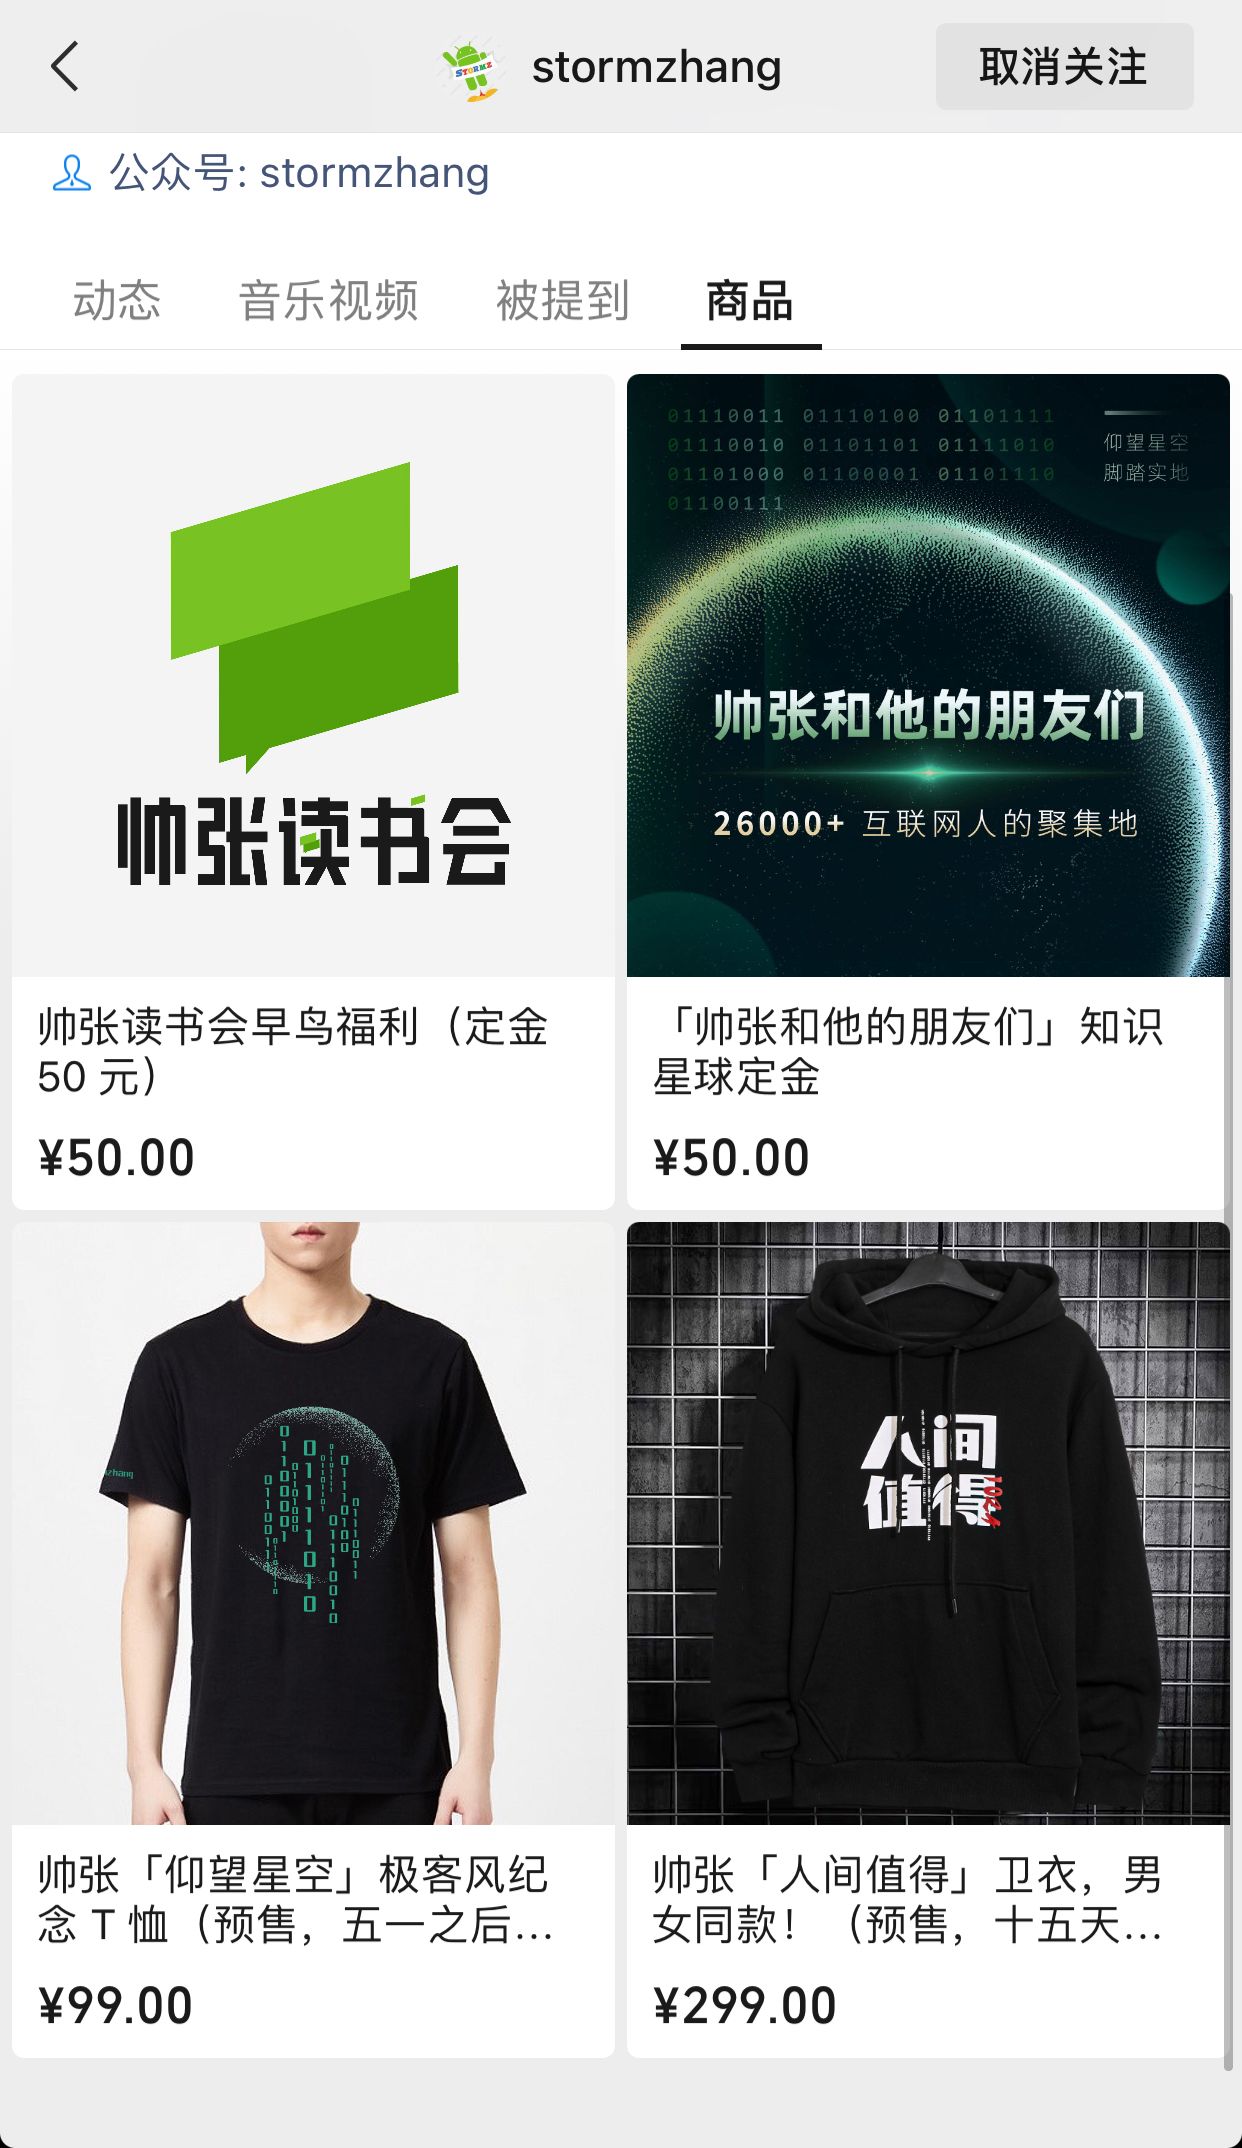 stormzhang
取消关注
STORMZ
公众号: stormzhang
动态
音乐视频
被提到
商品
帅张读书会
帅张读书会早鸟福利（定金
50 元）
¥50.00
01110011 01110100 01101111
01110010 01101101 01111010
01101000 01100001 01101110
01100111
仰望星空
脚踏实地
帅张和他的朋友们
26000+ 互联网人的聚集地
「帅张和他的朋友们」知识
星球定金
¥50.00
zhang
帅张「仰望星空」极客风纪
念 T 恤（预售，五一之后...
¥99.00
人间
值得
1024
帅张「人间值得」卫衣，男
女同款！（预售，十五天...
¥299.00